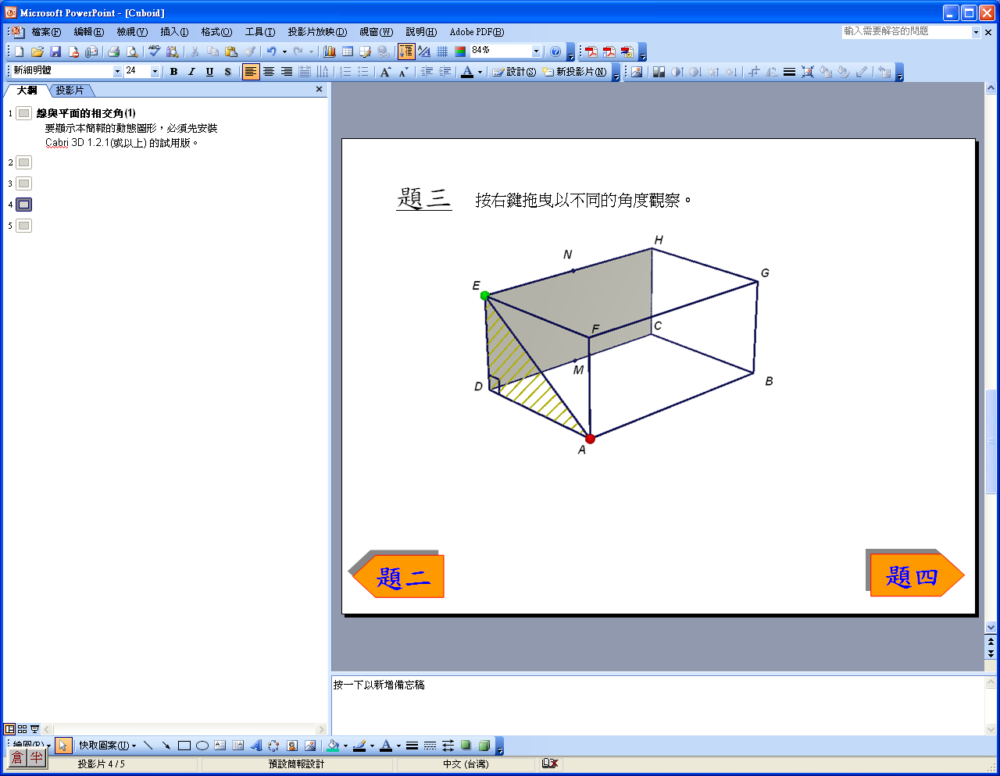 Microsoft PowerPoint - [Cuboid]
檔案(F) 編輯(E) 檢視(V) 插入(I) 格式(O) 工具(T) 投影片放映(D) 視窗(W) 說明(H) Adobe PDF(B) 輸入需要解答的問題
84%
新細明體 24 B I U S 設計(S) 新投影片(N)
大綱 投影片
1 線與平面的相交角(1)
要顯示本簡報的動態圖形，必須先安裝
Cabri 3D 1.2.1(或以上) 的試用版。
2
3
4
5
題三 按右鍵拖曳以不同的角度觀察。
H
N
G
E
F
C
M
D
B
A
題二
題四
按一下以新增備忘稿
繪圖(R) 快取圖案(U)
倉 半
投影片 4 / 5 預設簡報設計 中文 (台灣)